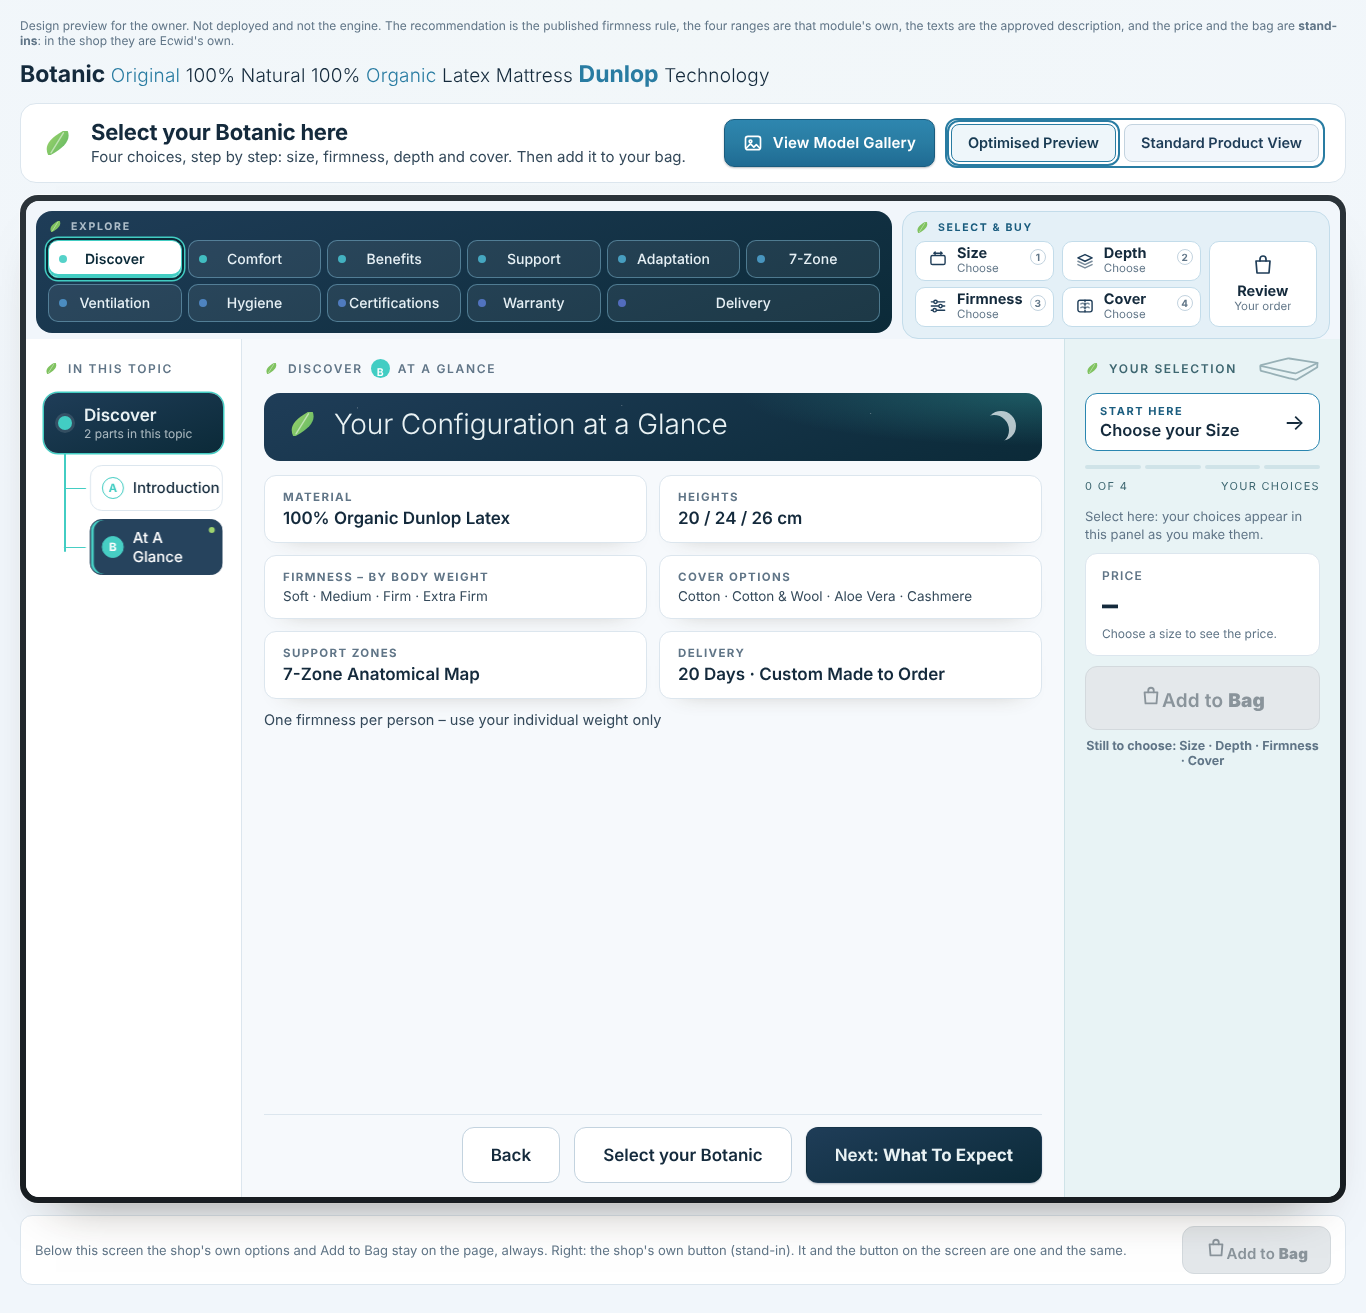 Design preview for the owner. Not deployed and not the engine. The recommendation is the published firmness rule, the four ranges are that module's own, the texts are the approved description, and the price and the bag are stand-
ins: in the shop they are Ecwid's own.
Botanic Original 100% Natural 100% Organic Latex Mattress Dunlop Technology
Select your Botanic here
Four choices, step by step: size, firmness, depth and cover. Then add it to your bag.
View Model Gallery
Optimised Preview
Standard Product View
EXPLORE
Discover
Comfort
Benefits
Support
Adaptation
7-Zone
Ventilation
Hygiene
Certifications
Warranty
Delivery
SELECT & BUY
Size
Choose
1
Depth
Choose
2
Firmness
Choose
3
Cover
Choose
4
Review
Your order
IN THIS TOPIC
Discover
2 parts in this topic
A
Introduction
B
At A
Glance
DISCOVER B AT A GLANCE
Your Configuration at a Glance
MATERIAL
100% Organic Dunlop Latex
HEIGHTS
20 / 24 / 26 cm
FIRMNESS – BY BODY WEIGHT
Soft · Medium · Firm · Extra Firm
COVER OPTIONS
Cotton · Cotton & Wool · Aloe Vera · Cashmere
SUPPORT ZONES
7-Zone Anatomical Map
DELIVERY
20 Days · Custom Made to Order
One firmness per person – use your individual weight only
Back
Select your Botanic
Next: What To Expect
YOUR SELECTION
START HERE
Choose your Size
0 OF 4
YOUR CHOICES
Select here: your choices appear in
this panel as you make them.
PRICE
–
Choose a size to see the price.
Add to Bag
Still to choose: Size · Depth · Firmness
· Cover
Below this screen the shop's own options and Add to Bag stay on the page, always. Right: the shop's own button (stand-in). It and the button on the screen are one and the same.
Add to Bag